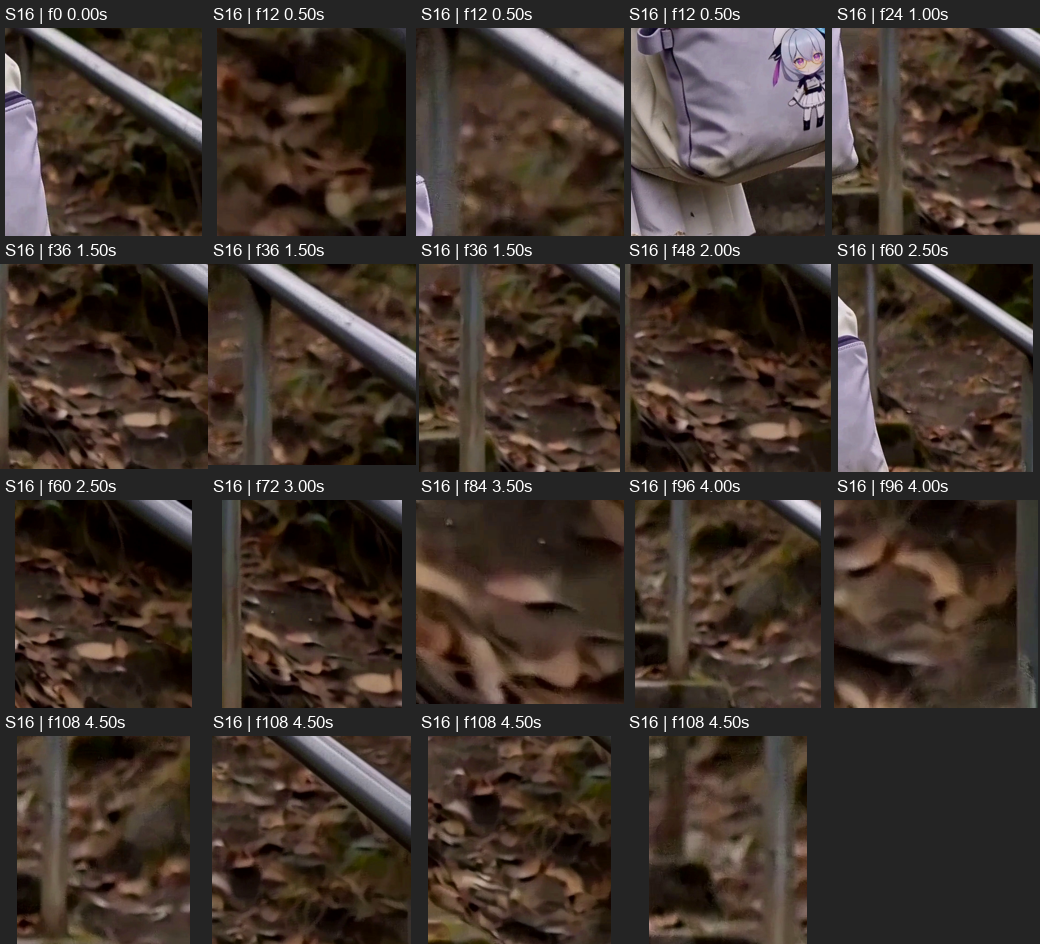 S16 | f0 0.00s
S16 | f12 0.50s
S16 | f12 0.50s
S16 | f12 0.50s
S16 | f24 1.00s
S16 | f36 1.50s
S16 | f36 1.50s
S16 | f36 1.50s
S16 | f48 2.00s
S16 | f60 2.50s
S16 | f60 2.50s
S16 | f72 3.00s
S16 | f84 3.50s
S16 | f96 4.00s
S16 | f96 4.00s
S16 | f108 4.50s
S16 | f108 4.50s
S16 | f108 4.50s
S16 | f108 4.50s